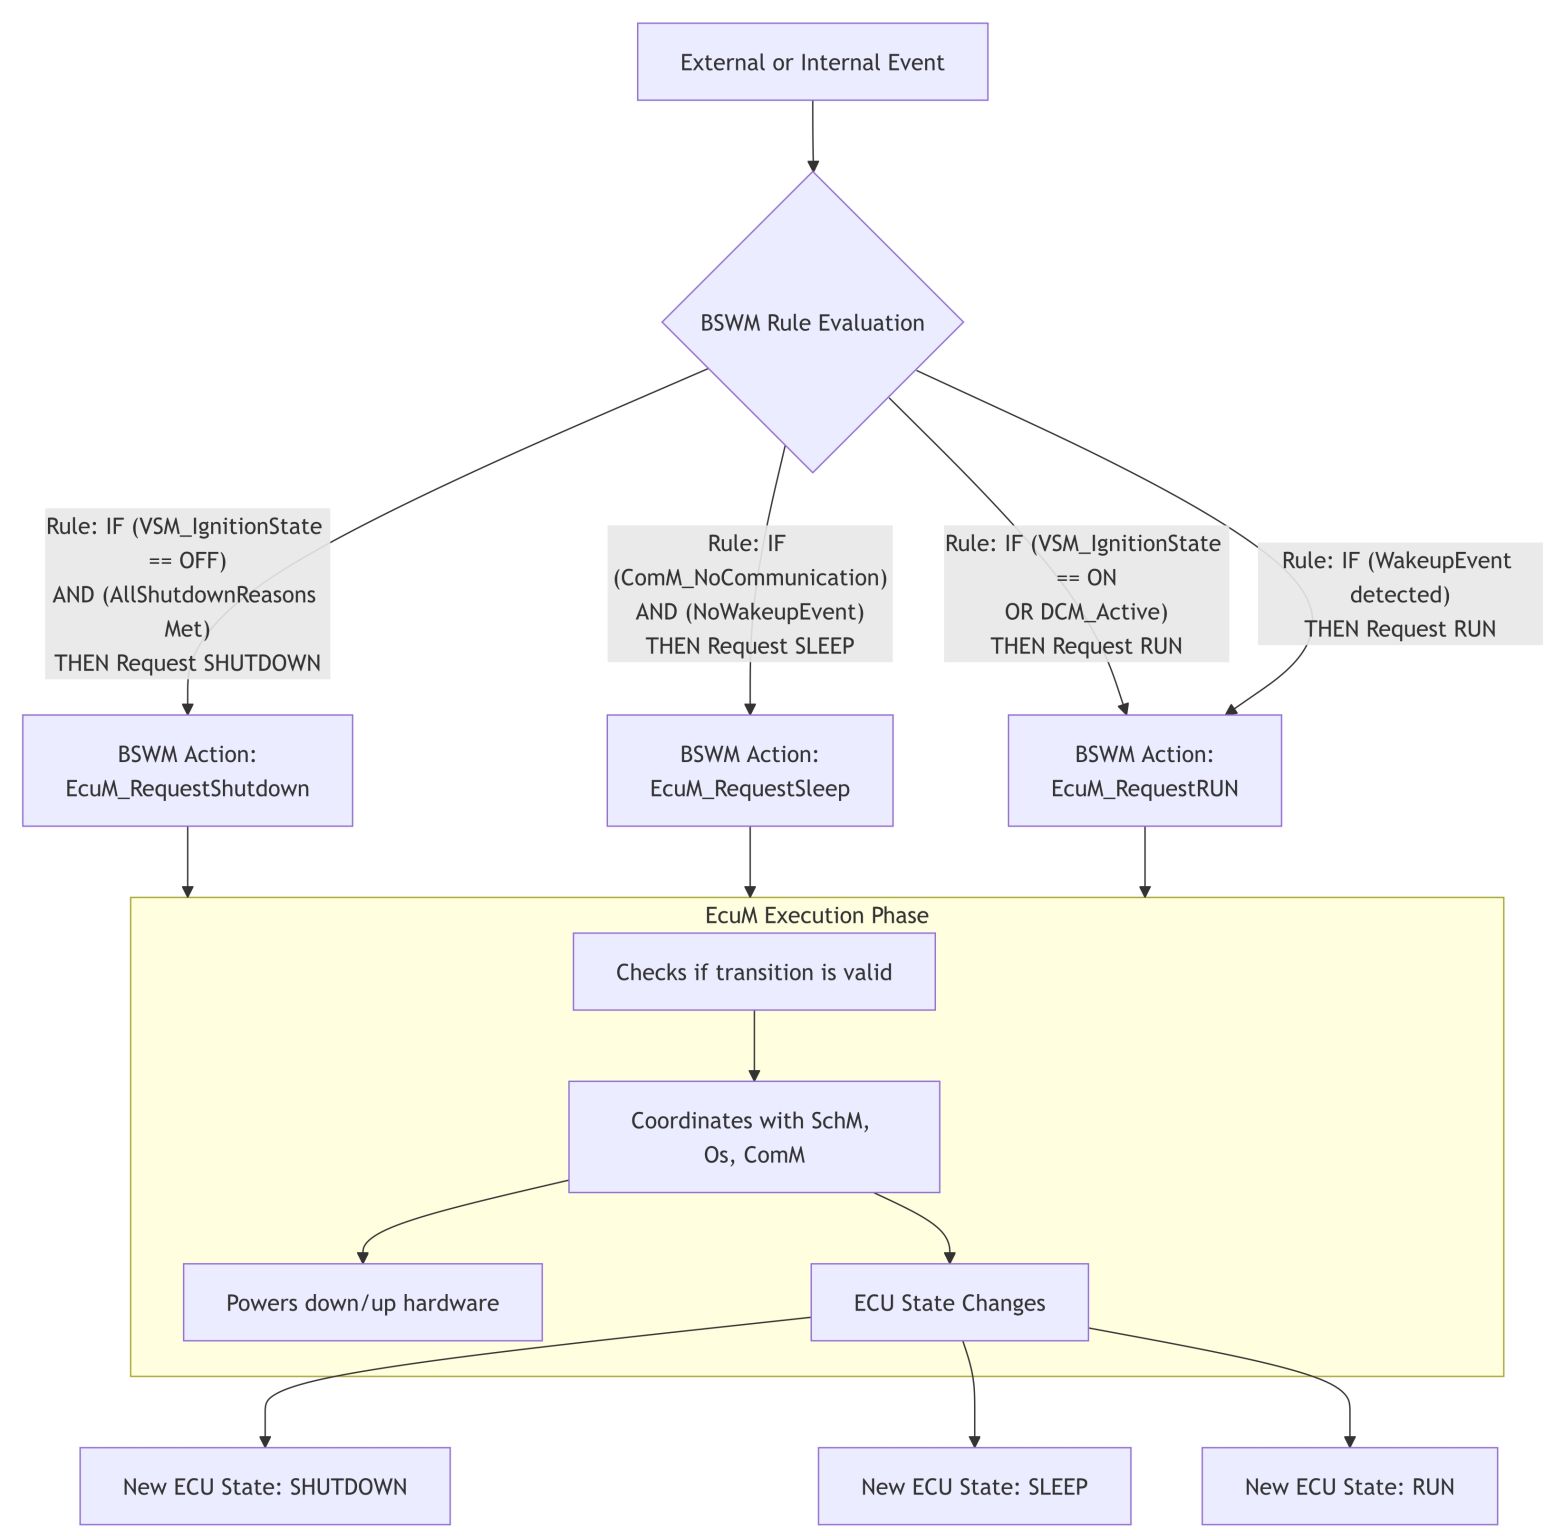 External or Internal Event
BSWM Rule Evaluation
Rule: IF (VSM_IgnitionState
== OFF)
AND (AllShutdownReasons
Met)
THEN Request SHUTDOWN
Rule: IF
(ComM_NoCommunication)
AND (NoWakeupEvent)
THEN Request SLEEP
Rule: IF (VSM_IgnitionState
== ON
OR DCM_Active)
THEN Request RUN
Rule: IF (WakeupEvent
detected)
THEN Request RUN
BSWM Action:
EcuM_RequestShutdown
BSWM Action:
EcuM_RequestSleep
BSWM Action:
EcuM_RequestRUN
EcuM Execution Phase
Checks if transition is valid
Coordinates with SchM,
Os, ComM
Powers down/up hardware
ECU State Changes
New ECU State: SHUTDOWN
New ECU State: SLEEP
New ECU State: RUN